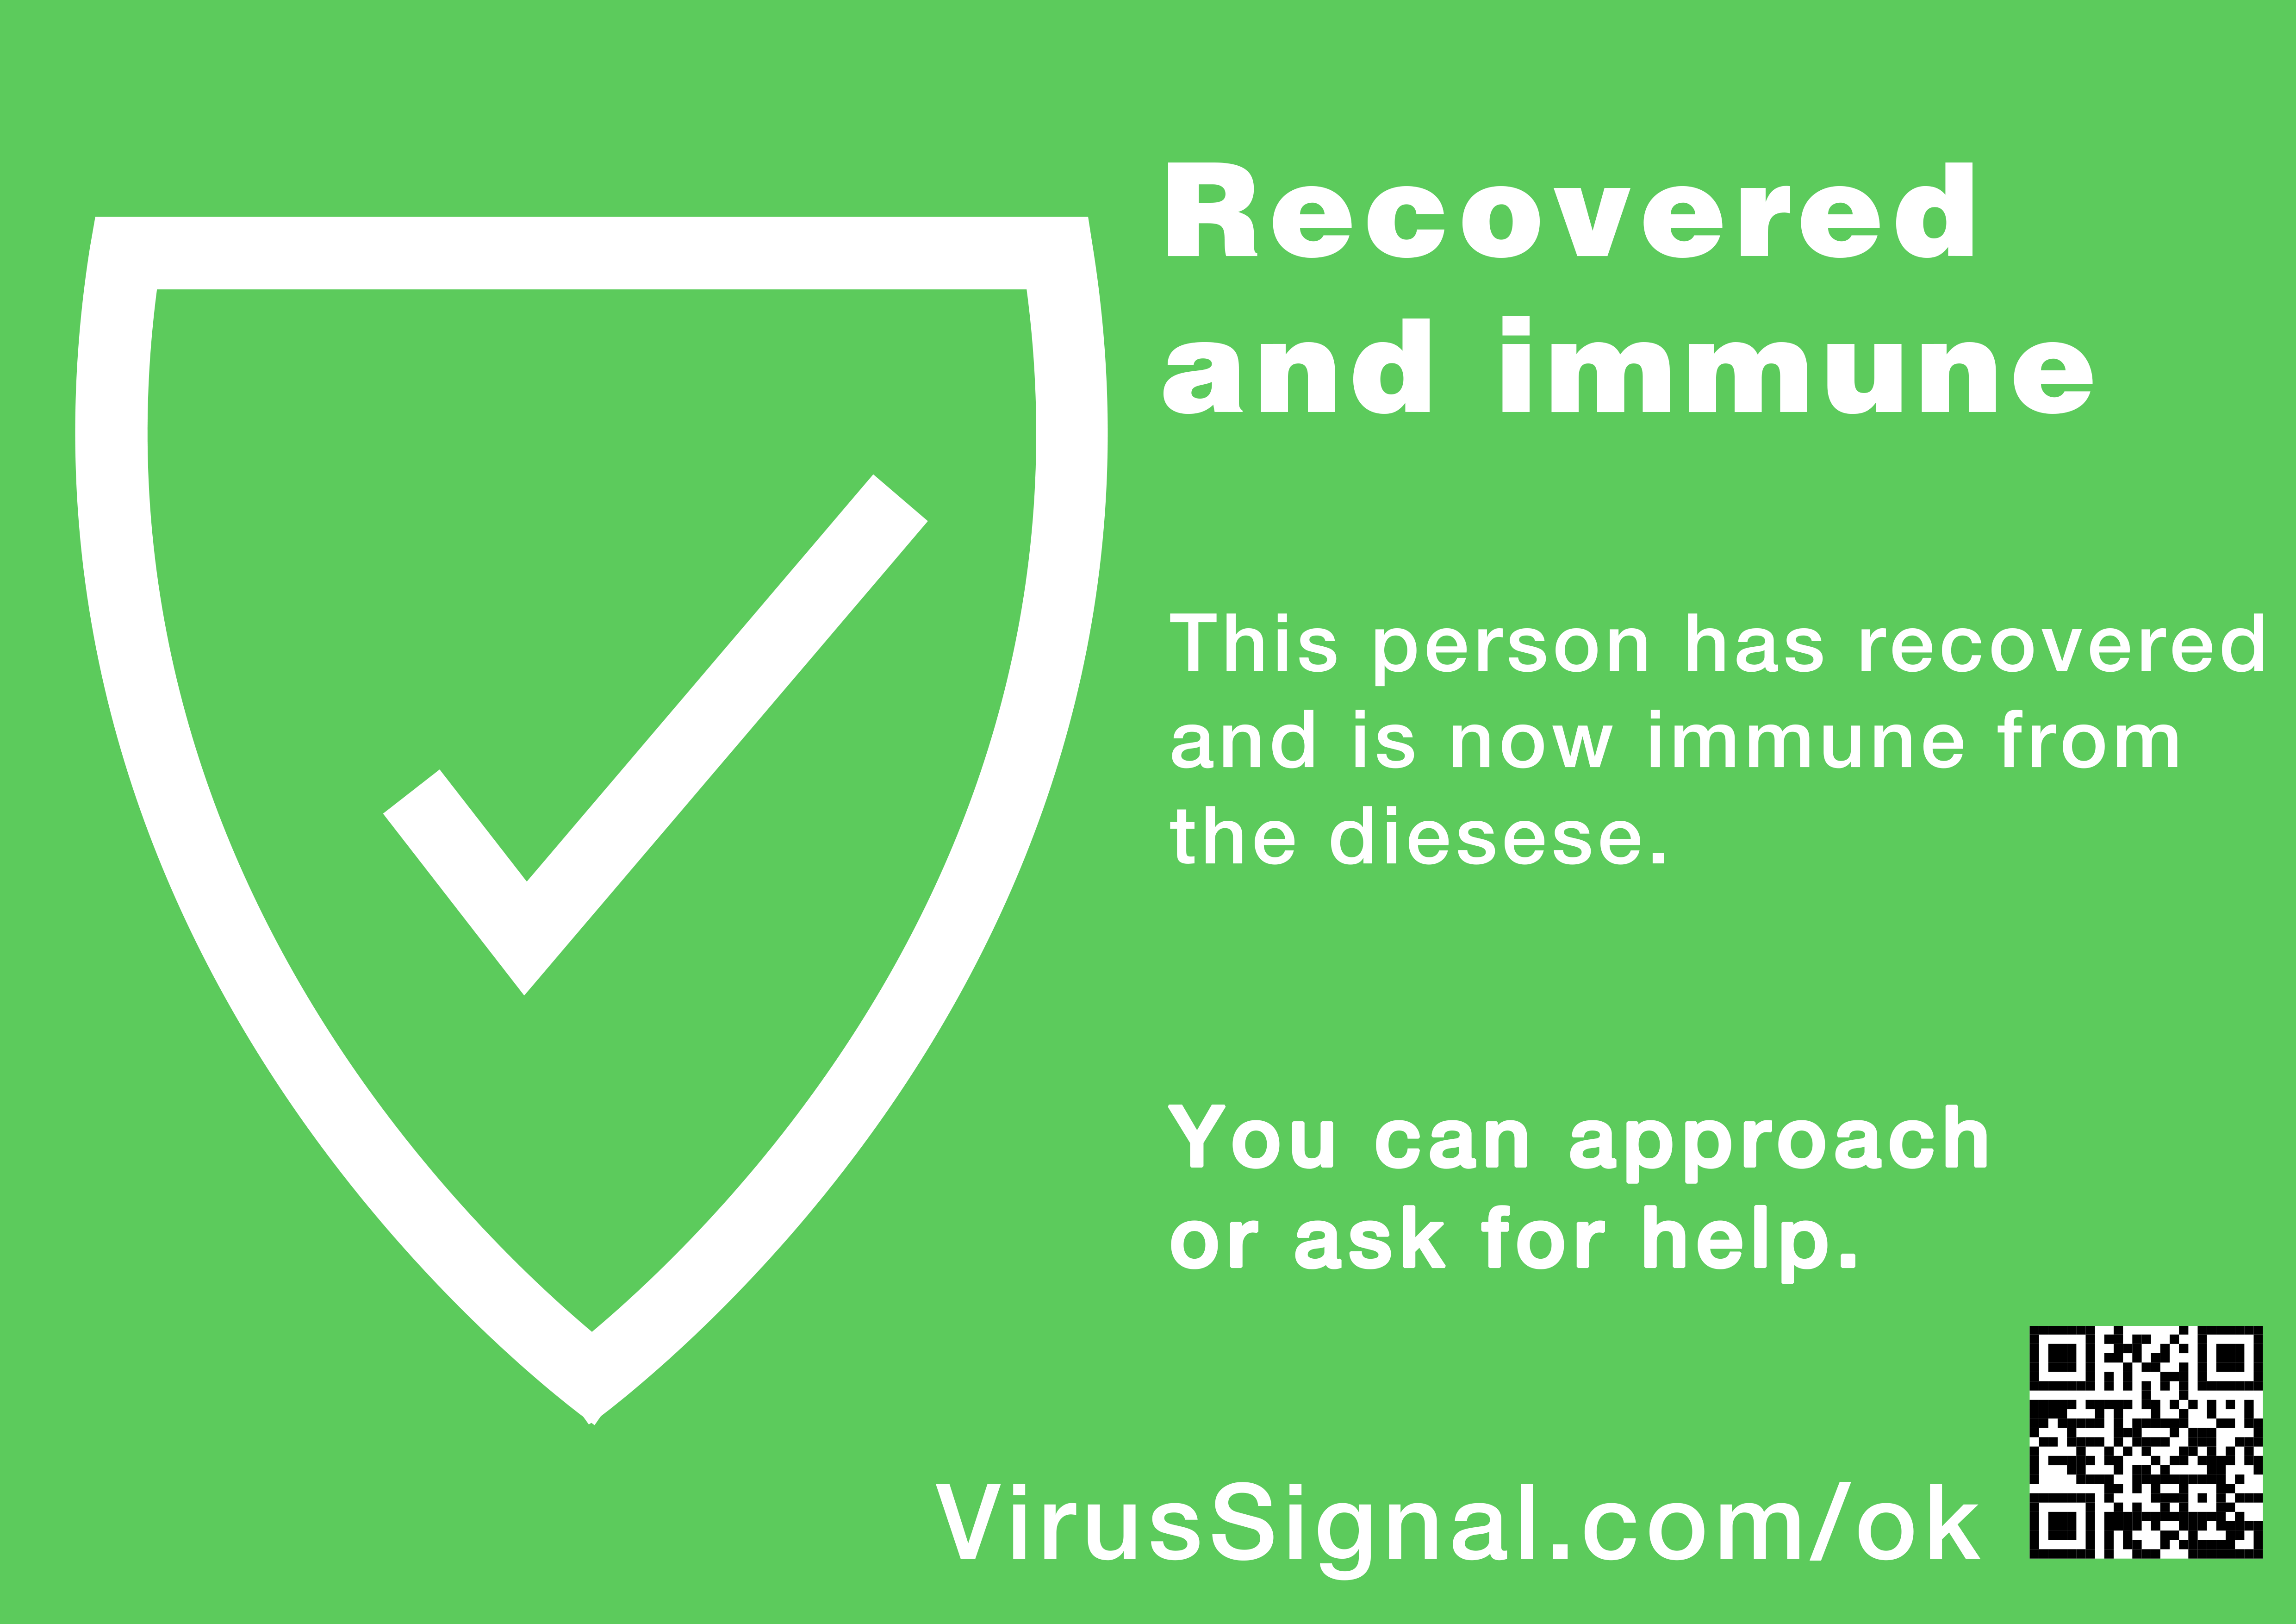 Recovered
and immune
This person has recovered
and is now immune from
the diesese.
You can approach
or ask for help.
VirusSignal.com/ok